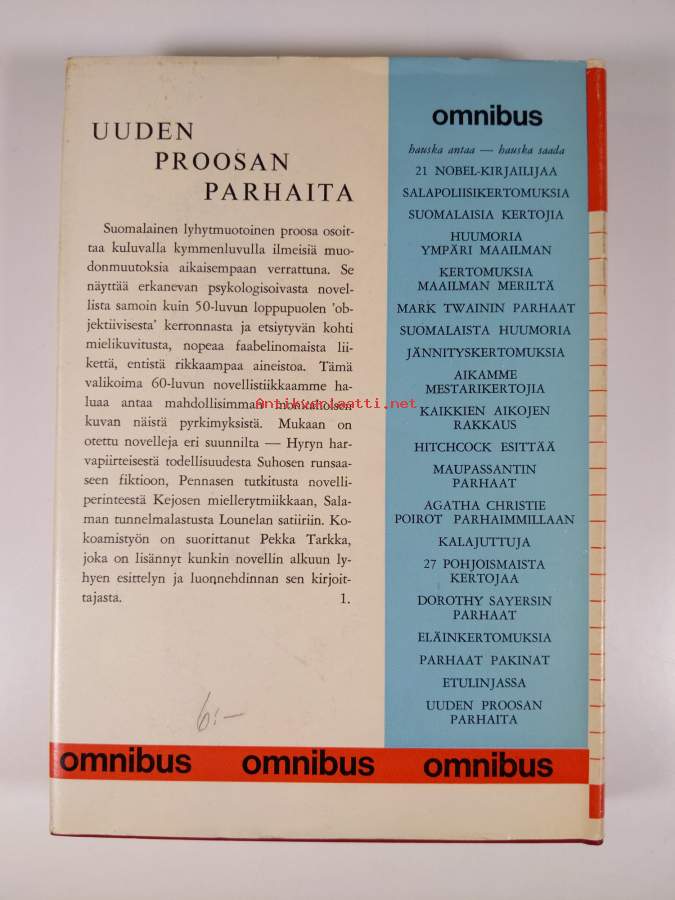 UUDEN
PROOSAN
PARHAITA
Suomalainen lyhytmuotoinen proosa osoit-
taa kuluvalla kymmenluvulla ilmeisiä muo-
donmuutoksia aikaisempaan verrattuna. Se
näyttää erkanevan psykologisoivasta novel-
lista samoin kuin 50-luvun loppupuolen 'ob-
jektiivisesta' kerronnasta ja etsiytyvän kohti
mielikuvitusta, nopeaa faabelinomaista lii-
kettä, entistä rikkaampaa aineistoa. Tämä
valikoima 60-luvun novellistiikkaamme ha-
luaa antaa mahdollisimman monitahoisen
kuvan näistä pyrkimyksistä. Mukaan on
otettu novelleja eri suunnilta — Hyryn har-
vapiirteisestä todellisuudesta Suhosen runsaa-
seen fiktioon, Pennasen tutkitusta novelli-
perinteestä Kejosen miellerytmiikkaan, Sala-
man tunnelmalastusta Lounelan satiiriin. Ko-
koamistyön on suorittanut Pekka Tarkka,
joka on lisännyt kunkin novellin alkuun ly-
hyen esittelyn ja luonnehdinnan sen kirjoit-
tajasta. 1.
6:–
omnibus
hauska antaa — hauska saada
21 NOBEL-KIRJAILIJAA
SALAPOLIISIKERTOMUKSIA
SUOMALAISIA KERTOJIA
HUUMORIA
YMPÄRI MAAILMAN
KERTOMUKSIA
MAAILMAN MERILTÄ
MARK TWAININ PARHAAT
SUOMALAISTA HUUMORIA
JÄNNITYSKERTOMUKSIA
AIKAMME
MESTARIKERTOJIA
KAIKKIEN AIKOJEN
RAKKAUS
HITCHCOCK ESITTÄÄ
MAUPASSANTIN
PARHAAT
AGATHA CHRISTIE
POIROT PARHAIMMILLAAN
KALAJUTTUJA
27 POHJOISMAISTA
KERTOJAA
DOROTHY SAYERSIN
PARHAAT
ELÄINKERTOMUKSIA
PARHAAT PAKINAT
ETULINJASSA
UUDEN PROOSAN
PARHAITA
omnibus omnibus omnibus
Antikvariaatti.net